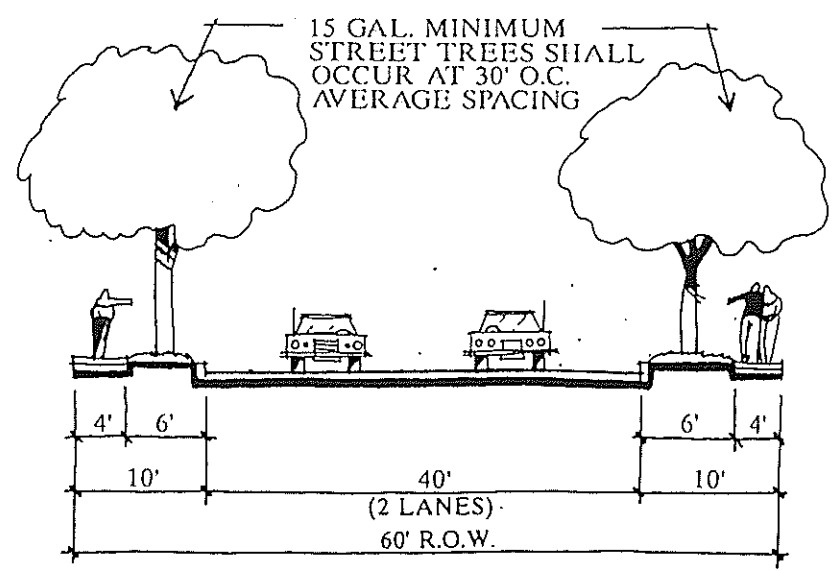 15 GAL. MINIMUM
STREET TREES SHALL
OCCUR AT 30' O.C.
AVERAGE SPACING
4' 6' 6' 4'
10' 40' 10'
(2 LANES)
60' R.O.W.